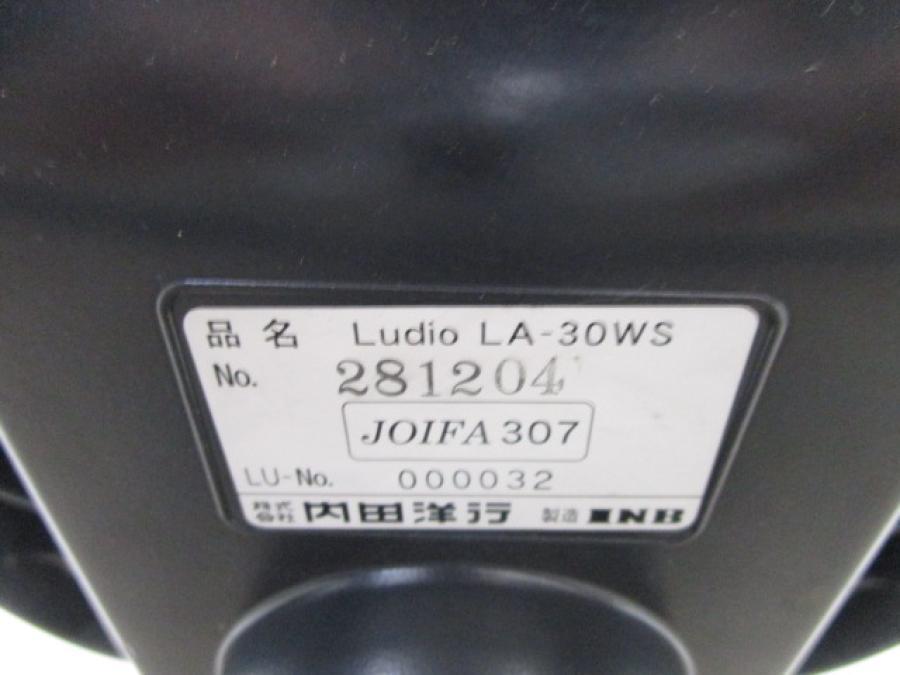 品名 Ludio LA-30WS
No. 281204
JOIFA 307
LU-No. 000032
株式会社 内田洋行 製造 INB